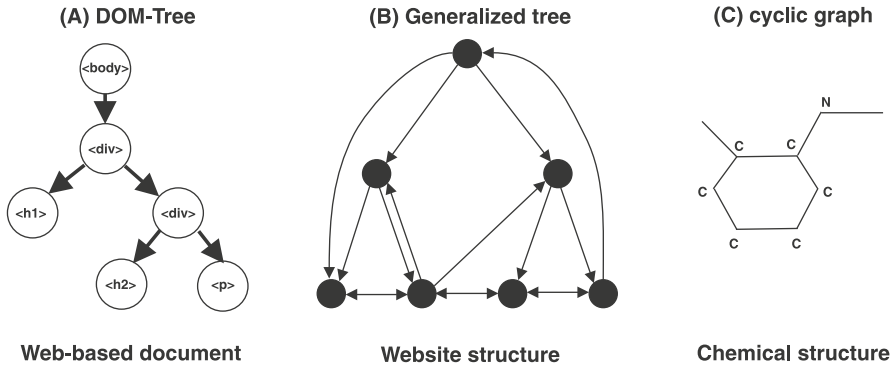 (A) DOM-Tree
<body>
<div>
<h1>
<div>
<h2>
<p>
Web-based document
(B) Generalized tree
Website structure
(C) cyclic graph
N
C
C
C
C
C
C
Chemical structure